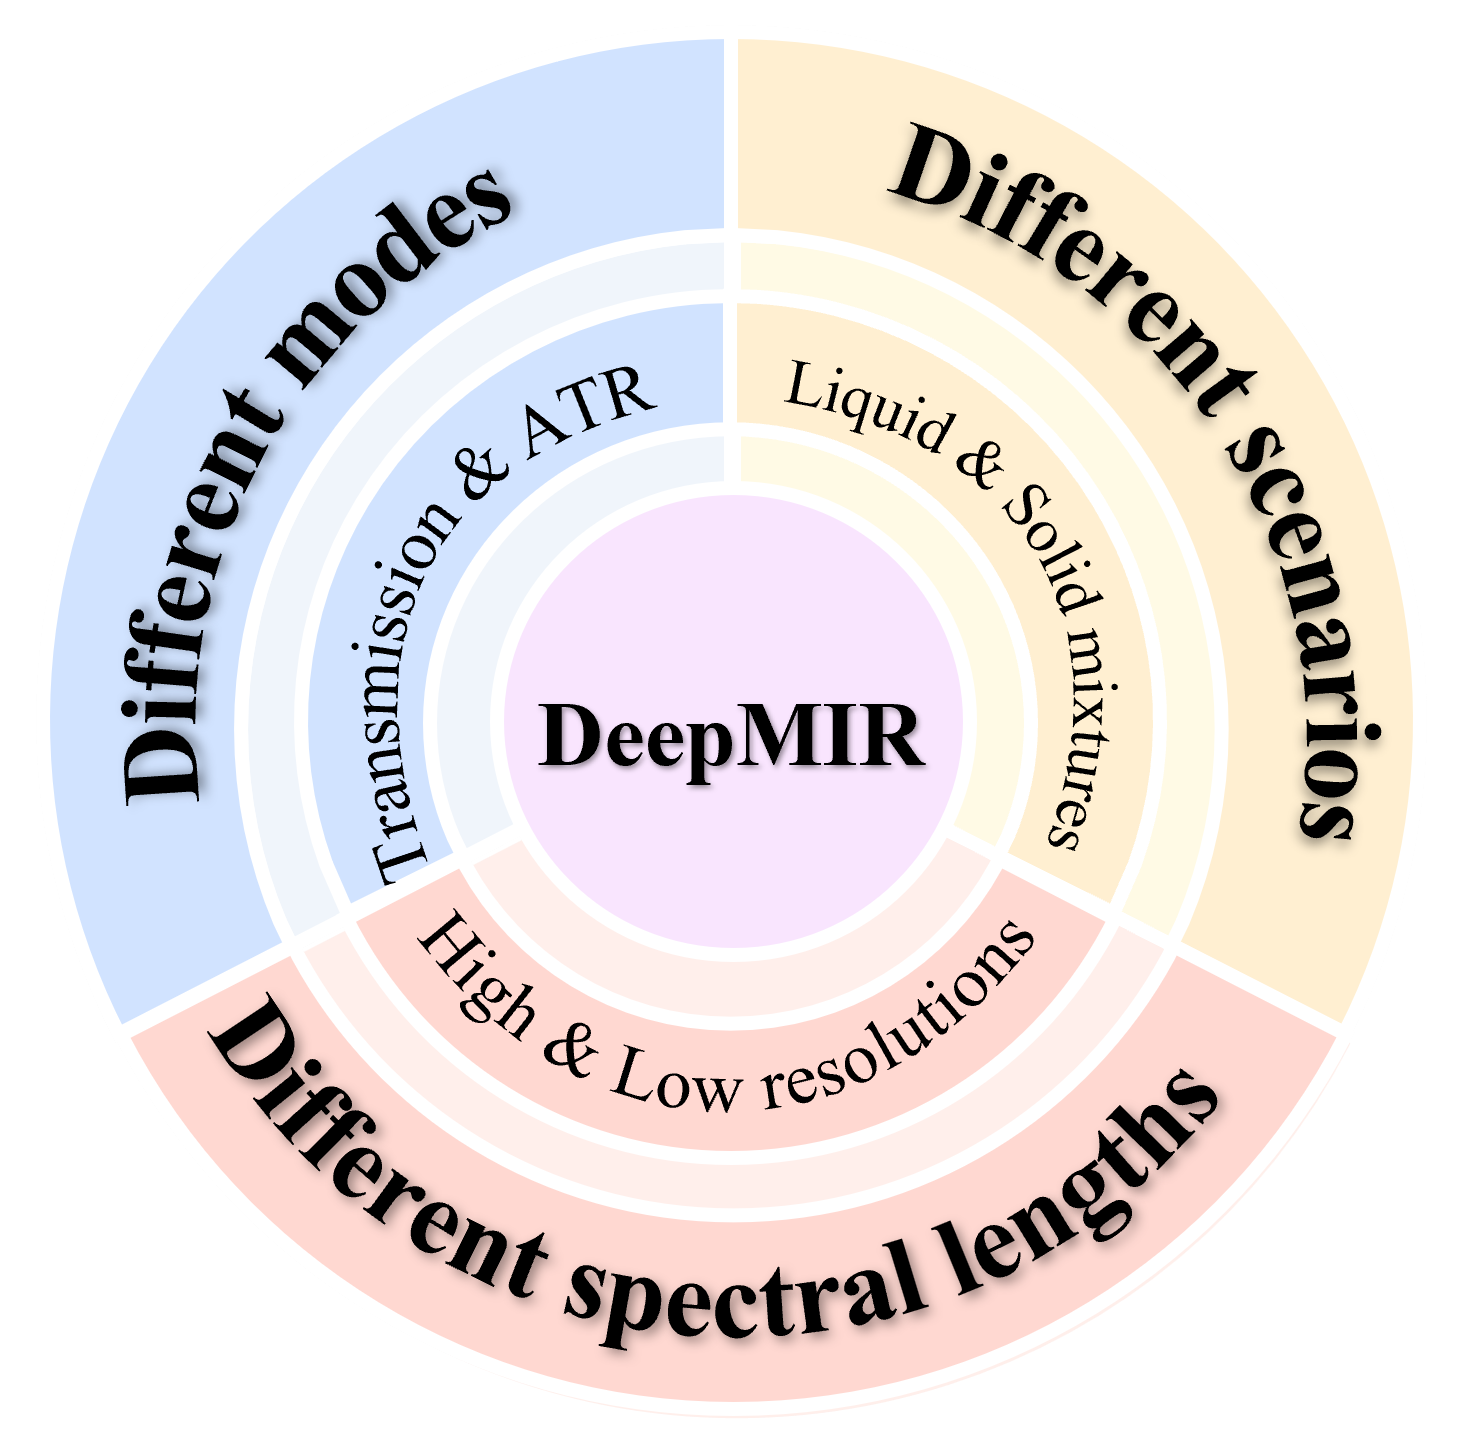 Different modes
Different scenarios
Transmission & ATR
Liquid & Solid mixtures
DeepMIR
High & Low resolutions
Different spectral lengths